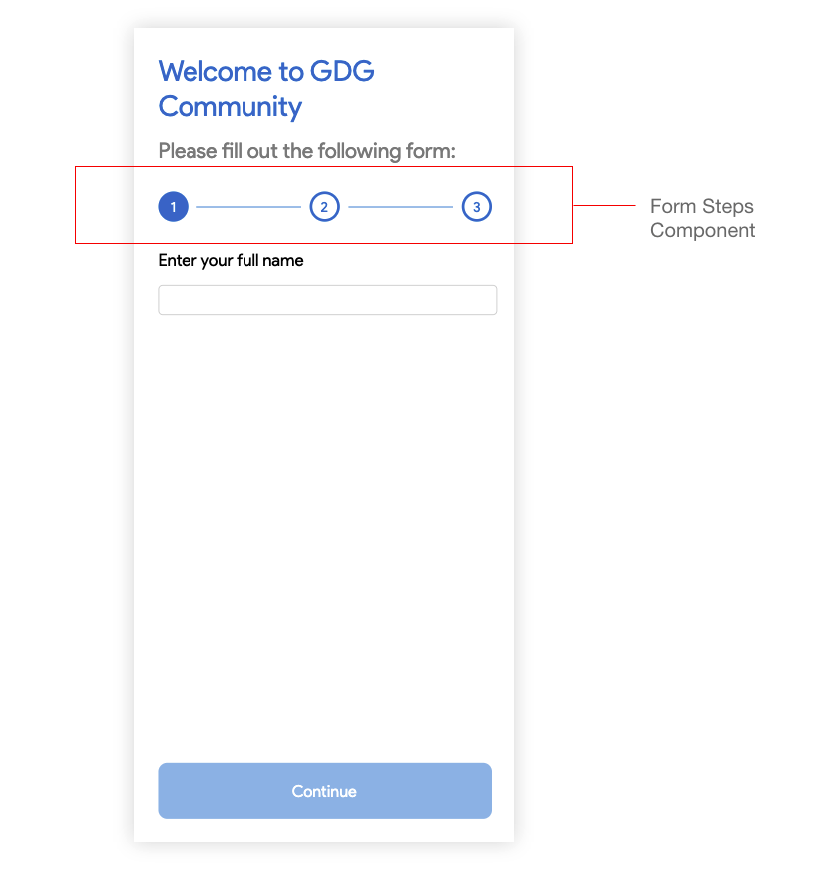 Welcome to GDG
Community
Please fill out the following form:
1 2 3
Form Steps
Component
Enter your full name
Continue